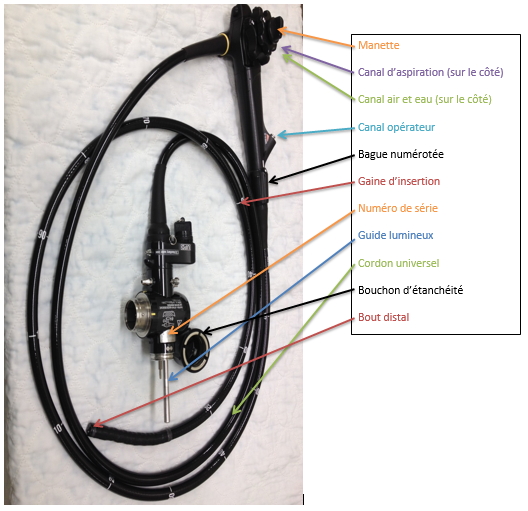 Manette
Canal d'aspiration (sur le côté)
Canal air et eau (sur le côté)
Canal opérateur
Bague numérotée
Gaine d'insertion
Numéro de série
Guide lumineux
Cordon universel
Bouchon d'étanchéité
Bout distal
10